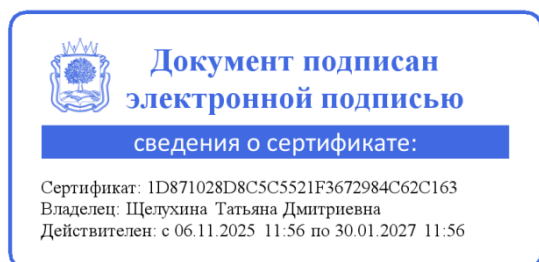 Документ подписан
электронной подписью
сведения о сертификате:
Сертификат: 1D871028D8C5C5521F3672984C62C163
Владелец: Щелухина Татьяна Дмитриевна
Действителен: с 06.11.2025 11:56 по 30.01.2027 11:56